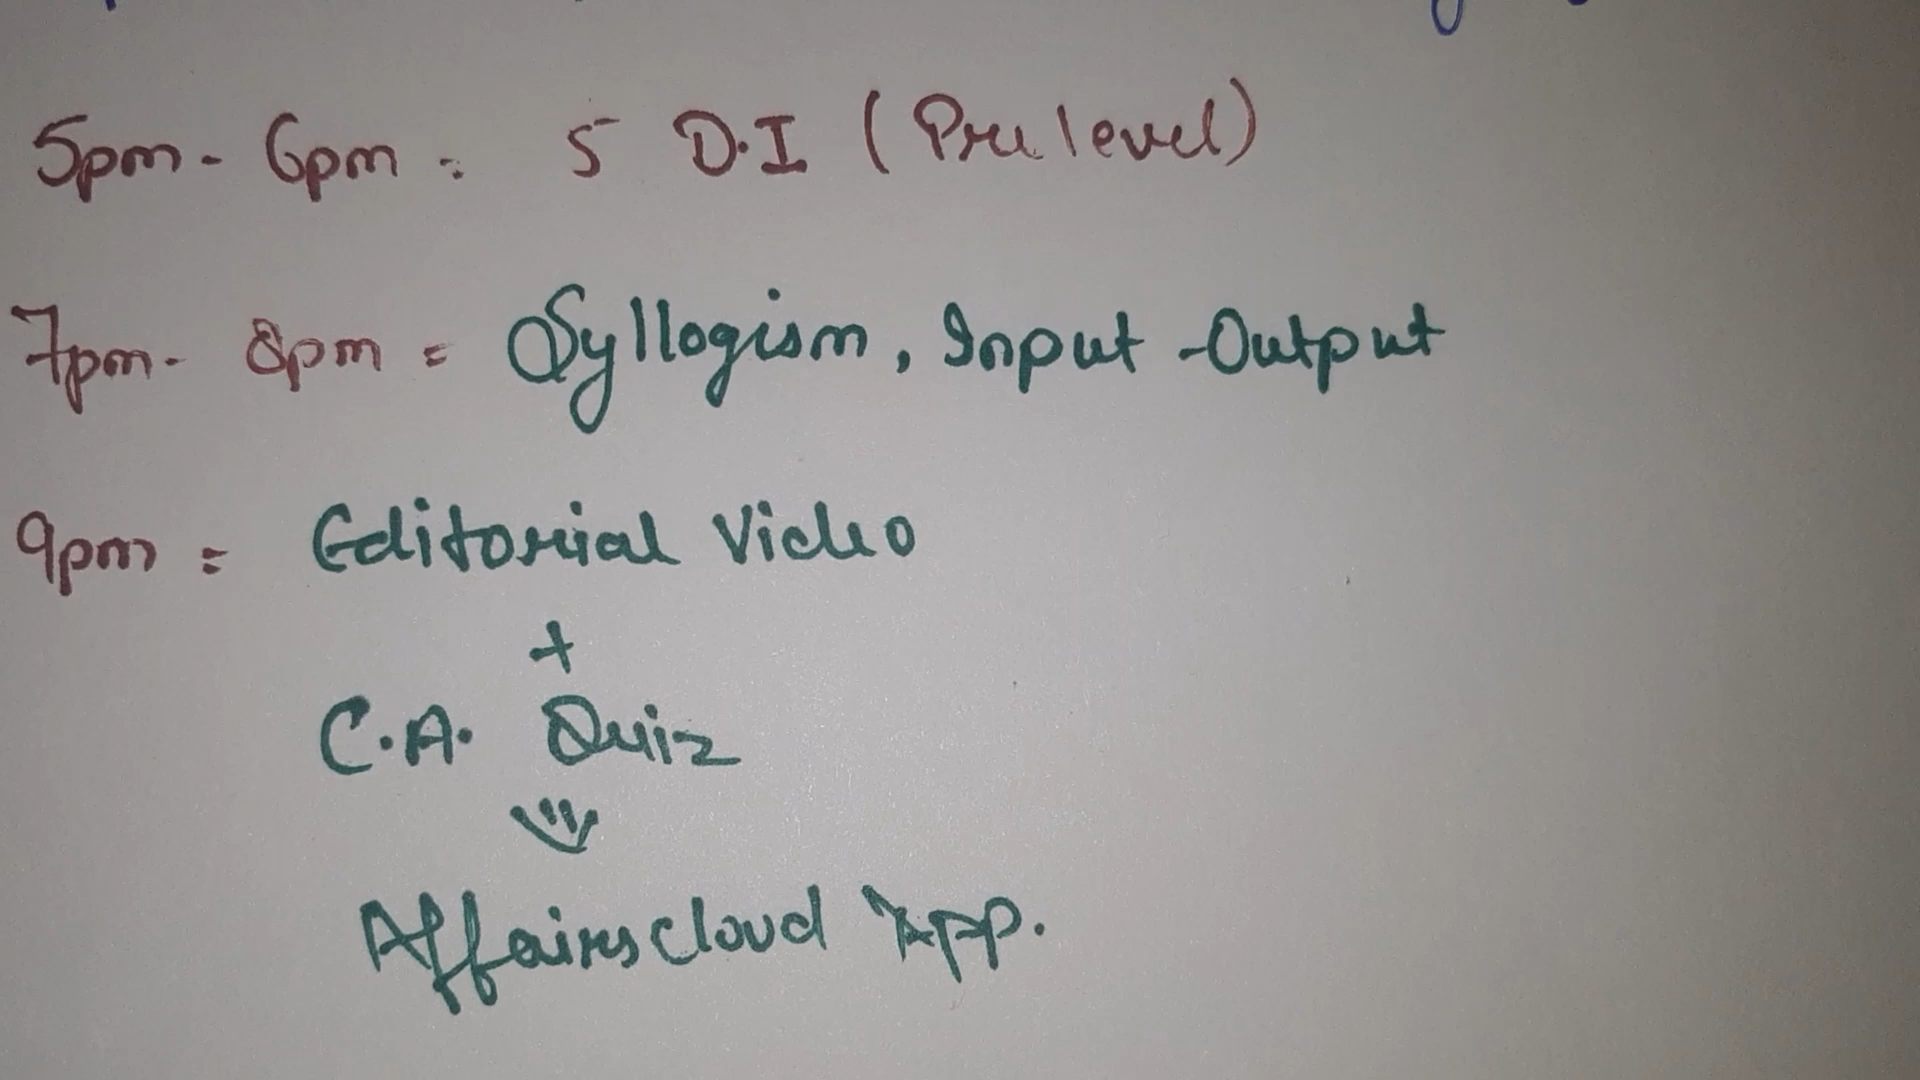 5pm - 6pm = 5 D.I (Pre level)
7pm - 8pm = Syllogism, Input - Output
9pm = Editorial Video
+
C.A. Quiz
Affairscloud App.